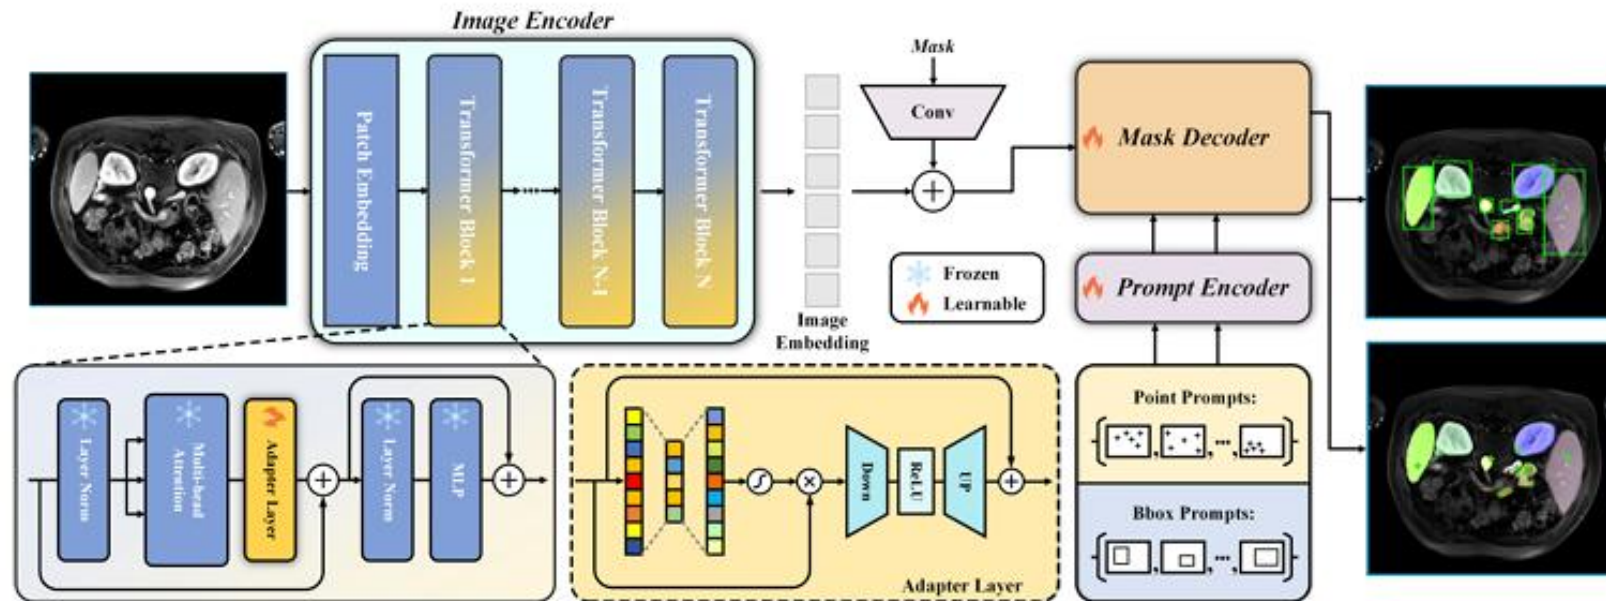 Image Encoder
Patch Embedding
Transformer Block 1
Transformer Block N-1
Transformer Block N
Image
Embedding
Mask
Conv
Frozen
Learnable
Mask Decoder
Prompt Encoder
Point Prompts:
Bbox Prompts:
Layer Norm
Multi-head
Attention
Adapter Layer
Layer Norm
MLP
Down
ReLU
UP
Adapter Layer